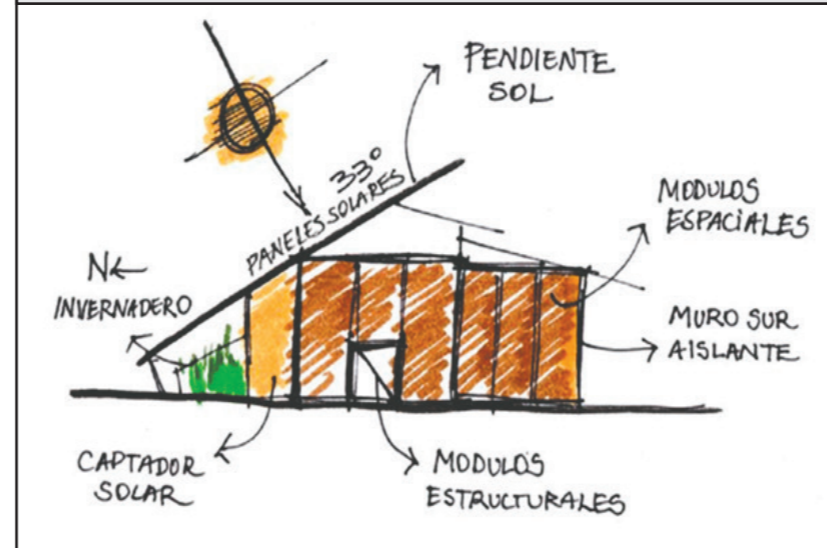 PENDIENTE
SOL
33°
PANELES SOLARES
MODULOS
ESPACIALES
N←
INVERNADERO
MURO SUR
AISLANTE
CAPTADOR
SOLAR
MODULOS
ESTRUCTURALES